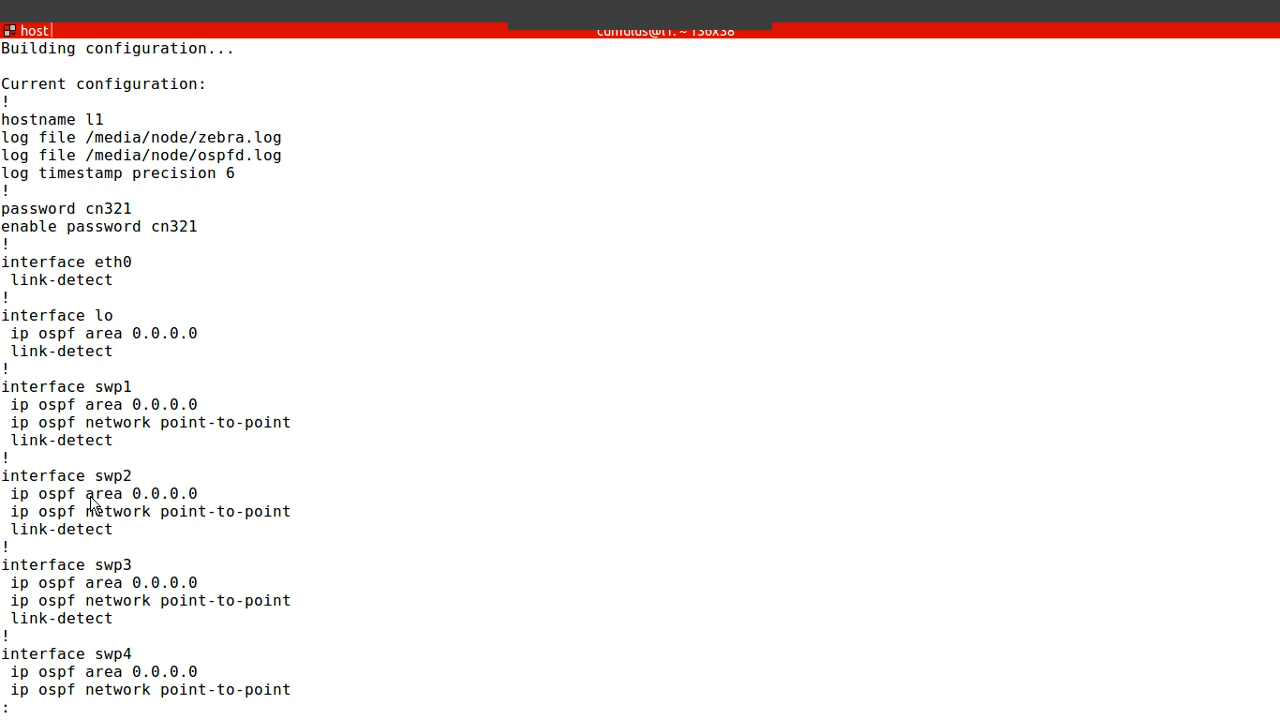 host
cumulus@l1: ~ 136x38
Building configuration...
Current configuration:
!
hostname l1
log file /media/node/zebra.log
log file /media/node/ospfd.log
log timestamp precision 6
!
password cn321
enable password cn321
!
interface eth0
link-detect
!
interface lo
ip ospf area 0.0.0.0
link-detect
!
interface swp1
ip ospf area 0.0.0.0
ip ospf network point-to-point
link-detect
!
interface swp2
ip ospf area 0.0.0.0
ip ospf network point-to-point
link-detect
!
interface swp3
ip ospf area 0.0.0.0
ip ospf network point-to-point
link-detect
!
interface swp4
ip ospf area 0.0.0.0
ip ospf network point-to-point
: